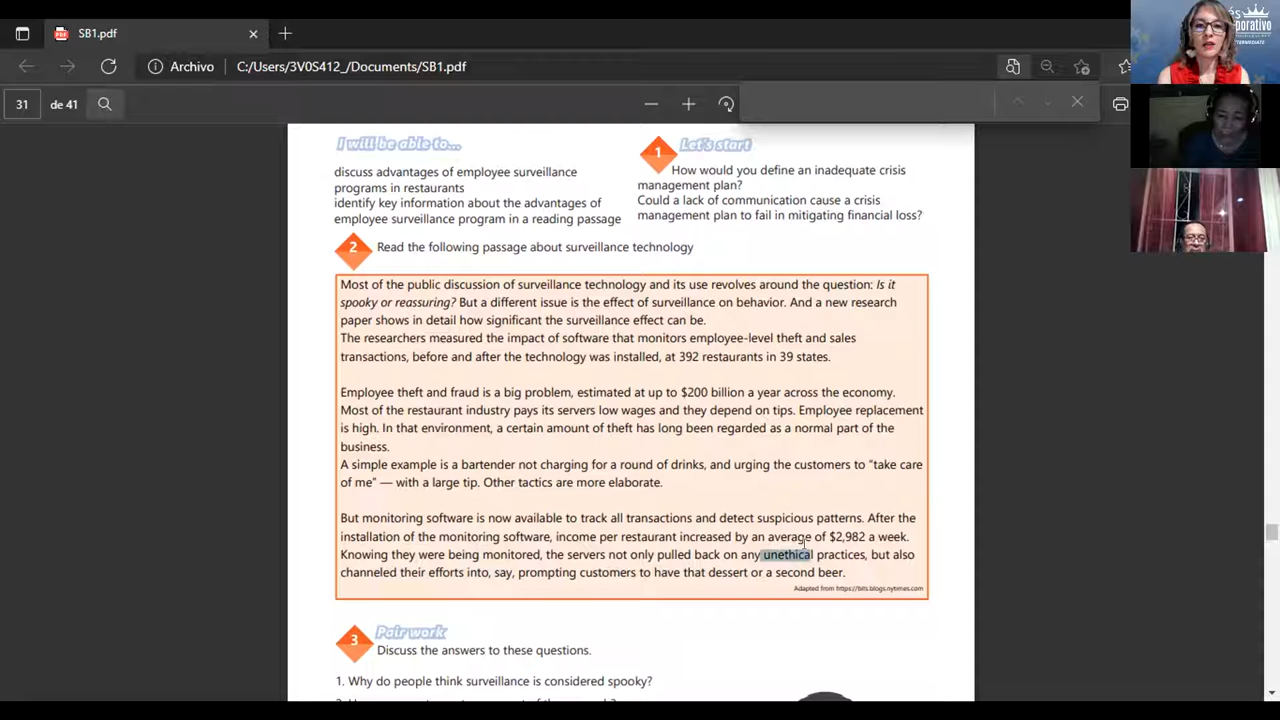 SB1.pdf
Archivo
C:/Users/3V0S412_/Documents/SB1.pdf
31
de 41
I will be able to...
discuss advantages of employee surveillance
programs in restaurants
identify key information about the advantages of
employee surveillance program in a reading passage
1
Let's start
How would you define an inadequate crisis
management plan?
Could a lack of communication cause a crisis
management plan to fail in mitigating financial loss?
2
Read the following passage about surveillance technology
Most of the public discussion of surveillance technology and its use revolves around the question: Is it
spooky or reassuring? But a different issue is the effect of surveillance on behavior. And a new research
paper shows in detail how significant the surveillance effect can be.
The researchers measured the impact of software that monitors employee-level theft and sales
transactions, before and after the technology was installed, at 392 restaurants in 39 states.
Employee theft and fraud is a big problem, estimated at up to $200 billion a year across the economy.
Most of the restaurant industry pays its servers low wages and they depend on tips. Employee replacement
is high. In that environment, a certain amount of theft has long been regarded as a normal part of the
business.
A simple example is a bartender not charging for a round of drinks, and urging the customers to “take care
of me” — with a large tip. Other tactics are more elaborate.
But monitoring software is now available to track all transactions and detect suspicious patterns. After the
installation of the monitoring software, income per restaurant increased by an average of $2,982 a week.
Knowing they were being monitored, the servers not only pulled back on any unethical practices, but also
channeled their efforts into, say, prompting customers to have that dessert or a second beer.
Adapted from https://bits.blogs.nytimes.com
3
Pair work
Discuss the answers to these questions.
1. Why do people think surveillance is considered spooky?